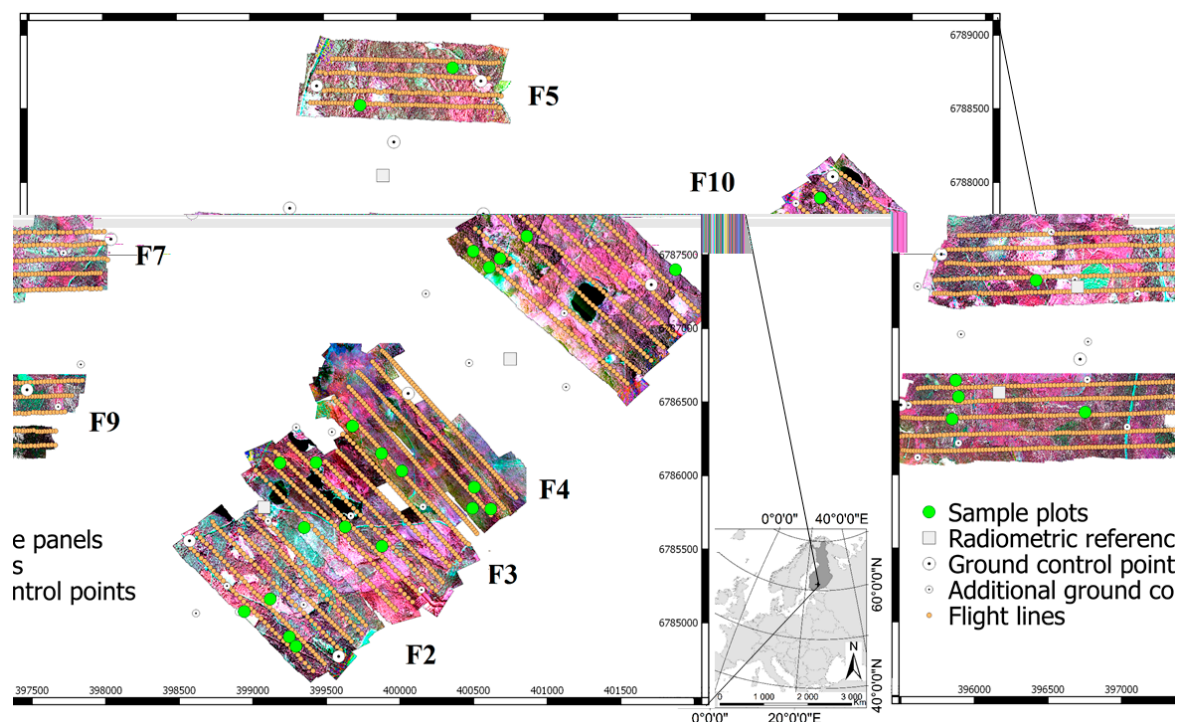 6789000
F5
6788500
F10
6788000
F7
6787500
6787000
6786500
F9
6786000
F4
6785500
F3
6785000
F2
e panels
s
ntrol points
Sample plots
Radiometric referenc
Ground control point
Additional ground co
Flight lines
0°0'0" 40°0'0"E
60°0'0"N
40°0'0"N
N
0 1 000 2 000 3 000
Km
0°0'0" 20°0'0"E
397500 398000 398500 399000 399500 400000 400500 401000 401500
396000 396500 397000